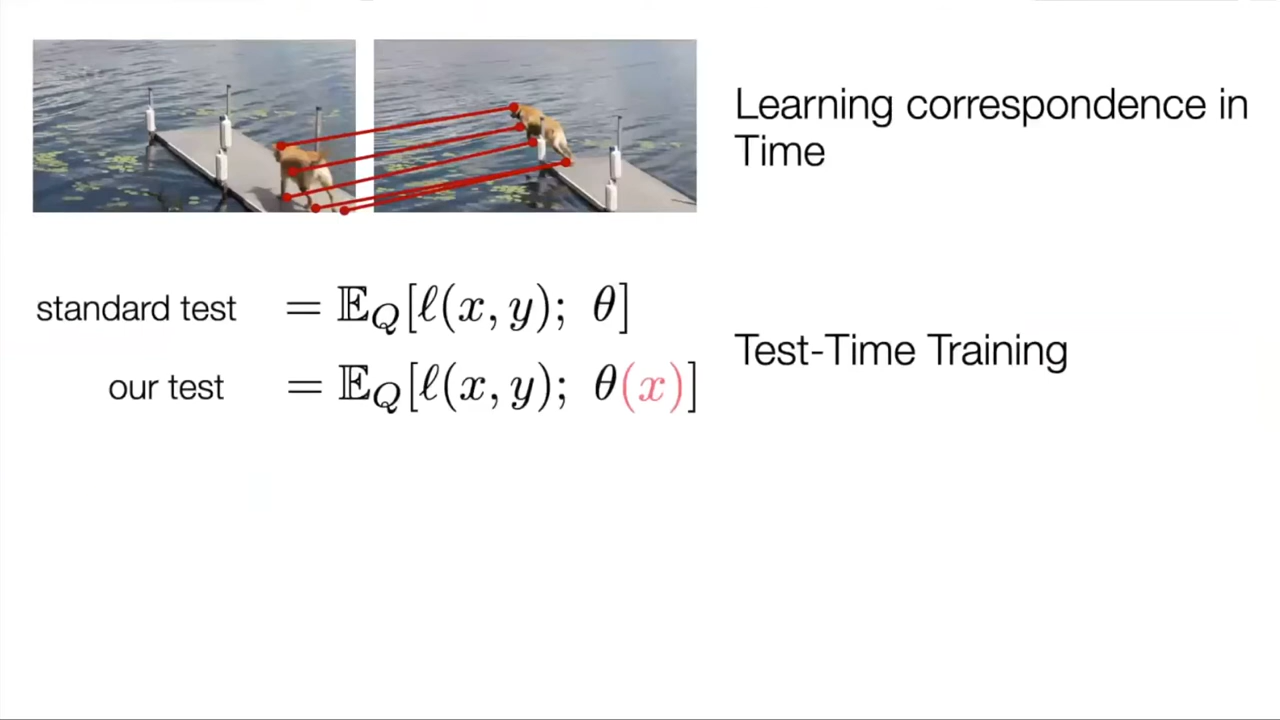 Learning correspondence in
Time
standard test = 𝔼_Q[ℓ(x, y); θ]
our test = 𝔼_Q[ℓ(x, y); θ(x)]
Test-Time Training